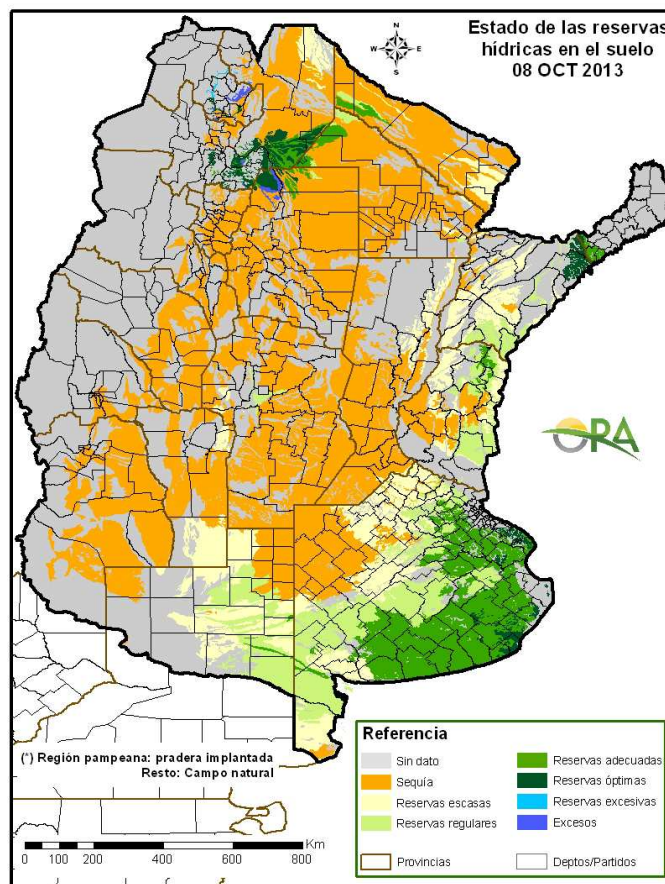 Estado de las reservas
hídricas en el suelo
08 OCT 2013
N
W
E
S
ORA
(*) Región pampeana: pradera implantada
Resto: Campo natural
Km
0 100 200 400 600 800
Referencia
Sin dato
Sequía
Reservas escasas
Reservas regulares
Reservas adecuadas
Reservas óptimas
Reservas excesivas
Excesos
Provincias
Deptos/Partidos